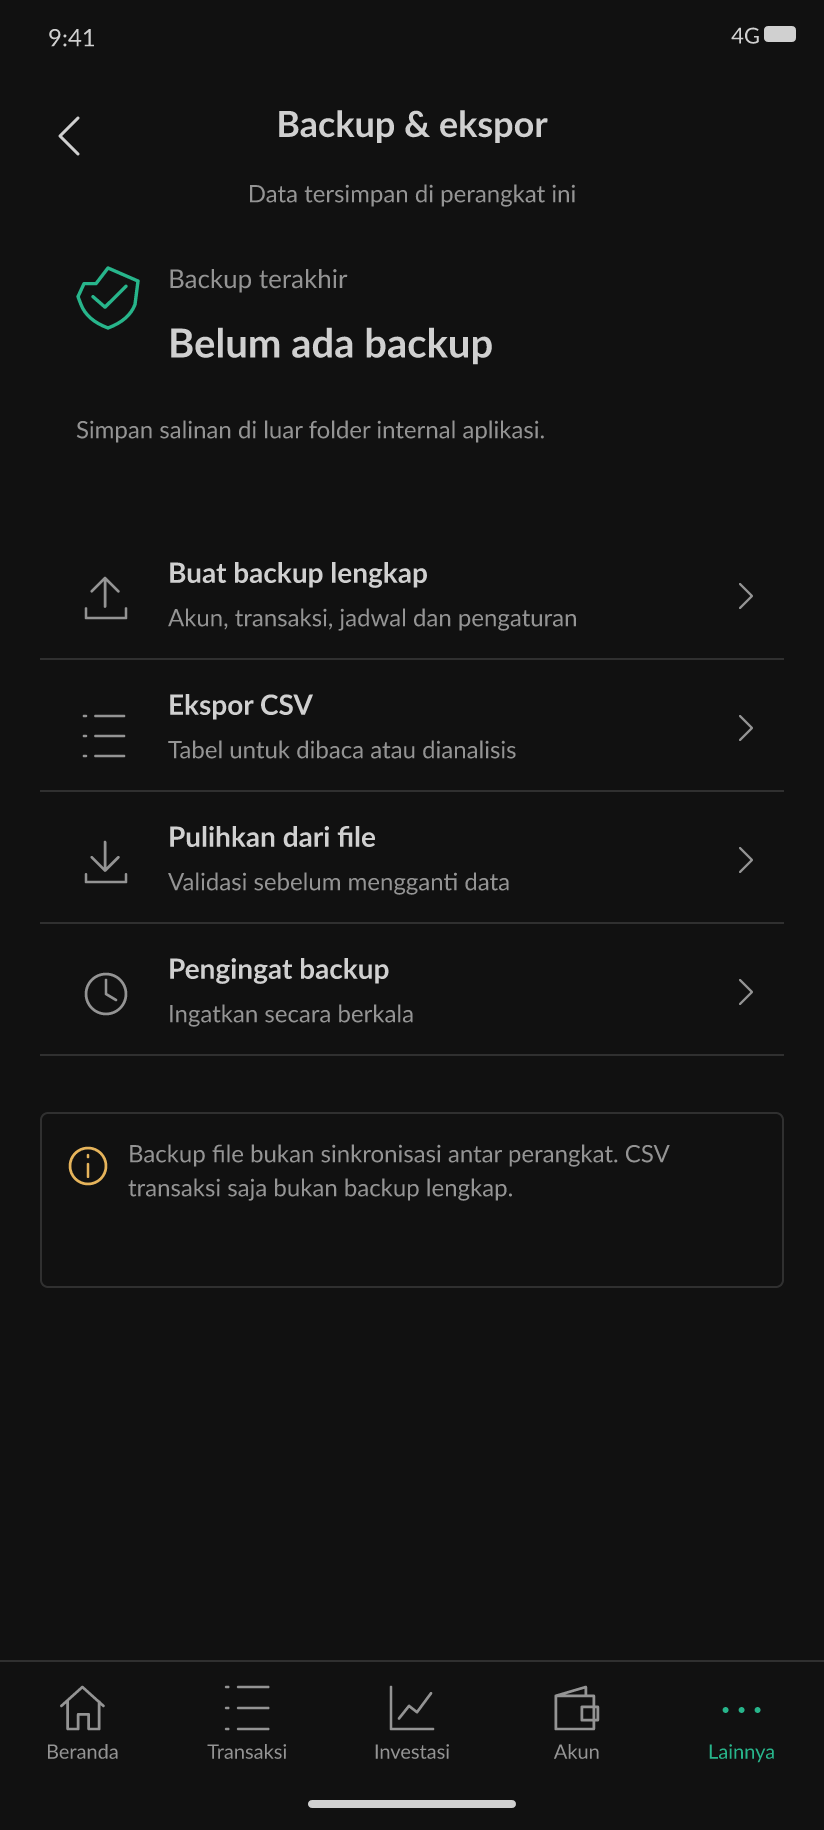 9:41
4G
Backup & ekspor
Data tersimpan di perangkat ini
Backup terakhir
Belum ada backup
Simpan salinan di luar folder internal aplikasi.
Buat backup lengkap
Akun, transaksi, jadwal dan pengaturan
Ekspor CSV
Tabel untuk dibaca atau dianalisis
Pulihkan dari file
Validasi sebelum mengganti data
Pengingat backup
Ingatkan secara berkala
Backup file bukan sinkronisasi antar perangkat. CSV
transaksi saja bukan backup lengkap.
Beranda
Transaksi
Investasi
Akun
Lainnya